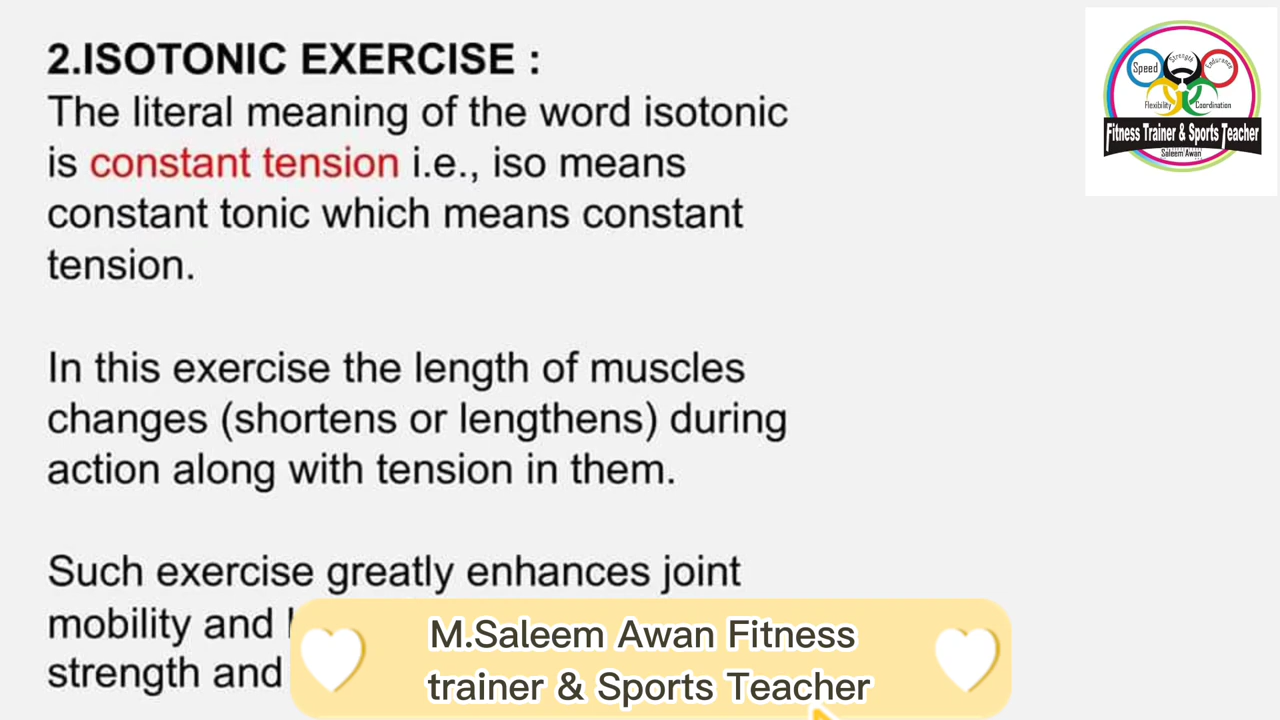 2.ISOTONIC EXERCISE :
The literal meaning of the word isotonic
is constant tension i.e., iso means
constant tonic which means constant
tension.
In this exercise the length of muscles
changes (shortens or lengthens) during
action along with tension in them.
Such exercise greatly enhances joint
mobility and
strength and
M.Saleem Awan Fitness
trainer & Sports Teacher
Speed
Strength
Endurance
Flexibility
Coordination
Fitness Trainer & Sports Teacher
Saleem Awan